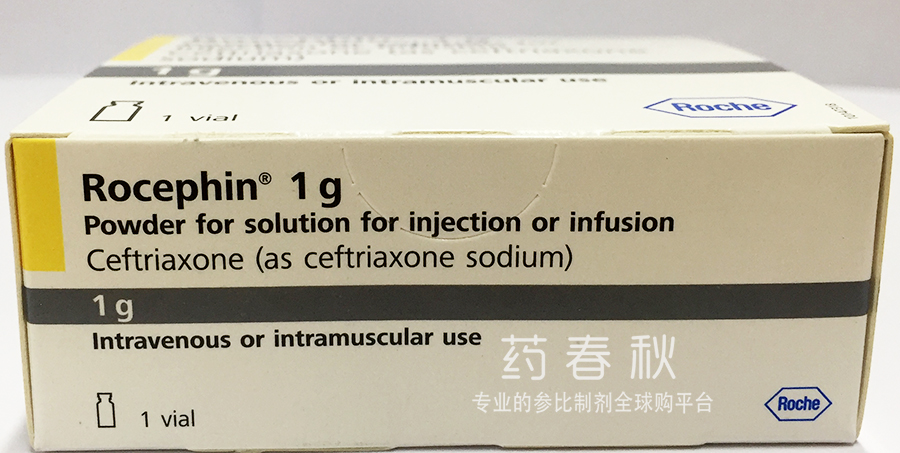 sodium)
1 g
Intravenous or intramuscular use
1 vial
Roche
Rocephin® 1 g
Powder for solution for injection or infusion
Ceftriaxone (as ceftriaxone sodium)
1 g
Intravenous or intramuscular use
药春秋
专业的参比制剂全球购平台
1 vial
Roche